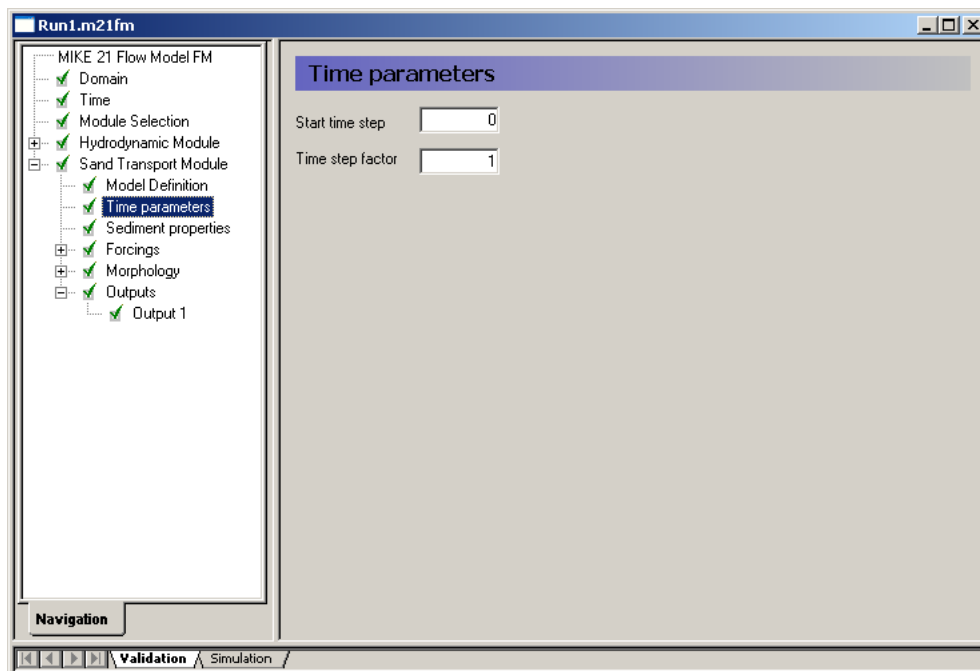 Run1.m21fm
MIKE 21 Flow Model FM
Domain
Time
Module Selection
Hydrodynamic Module
Sand Transport Module
Model Definition
Time parameters
Sediment properties
Forcings
Morphology
Outputs
Output 1
Navigation
Time parameters
Start time step 0
Time step factor 1
Validation Simulation